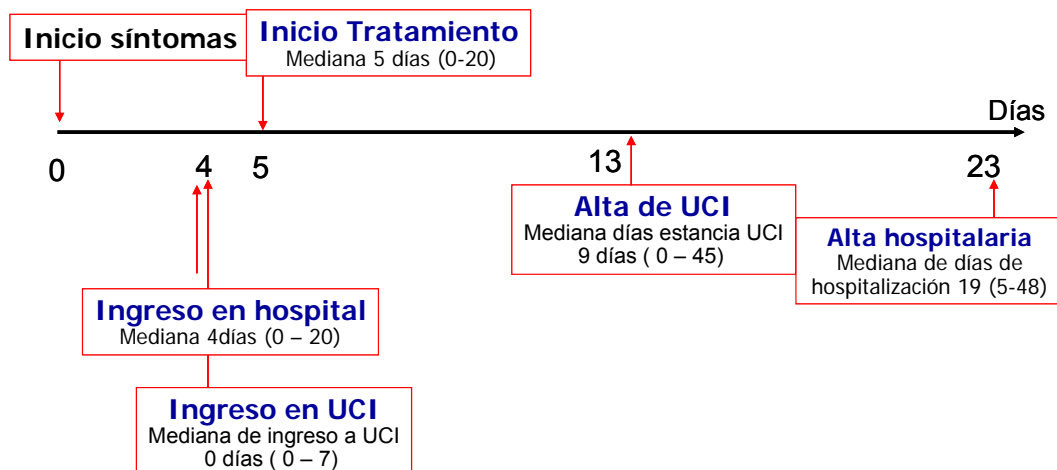 Inicio síntomas
Inicio Tratamiento
Mediana 5 días (0-20)
Días
0
4
5
13
23
Alta de UCI
Mediana días estancia UCI
9 días ( 0 – 45)
Alta hospitalaria
Mediana de días de
hospitalización 19 (5-48)
Ingreso en hospital
Mediana 4días (0 – 20)
Ingreso en UCI
Mediana de ingreso a UCI
0 días ( 0 – 7)